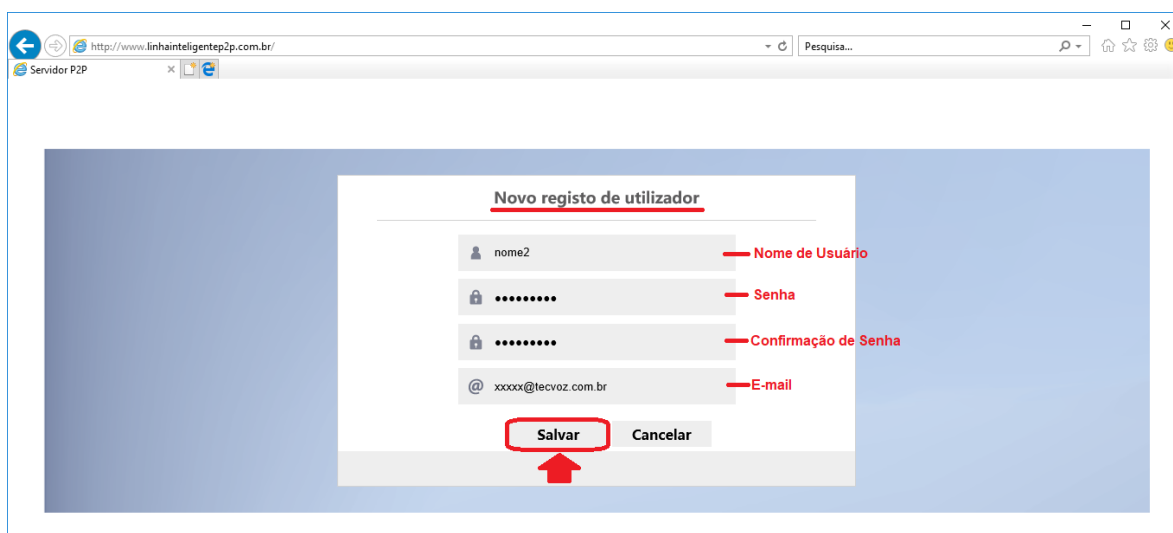 http://www.linhainteligentep2p.com.br/
Pesquisa...
Servidor P2P
Novo registo de utilizador
nome2
Nome de Usuário
•••••••••
Senha
•••••••••
Confirmação de Senha
@ xxxxx@tecvoz.com.br
E-mail
Salvar
Cancelar